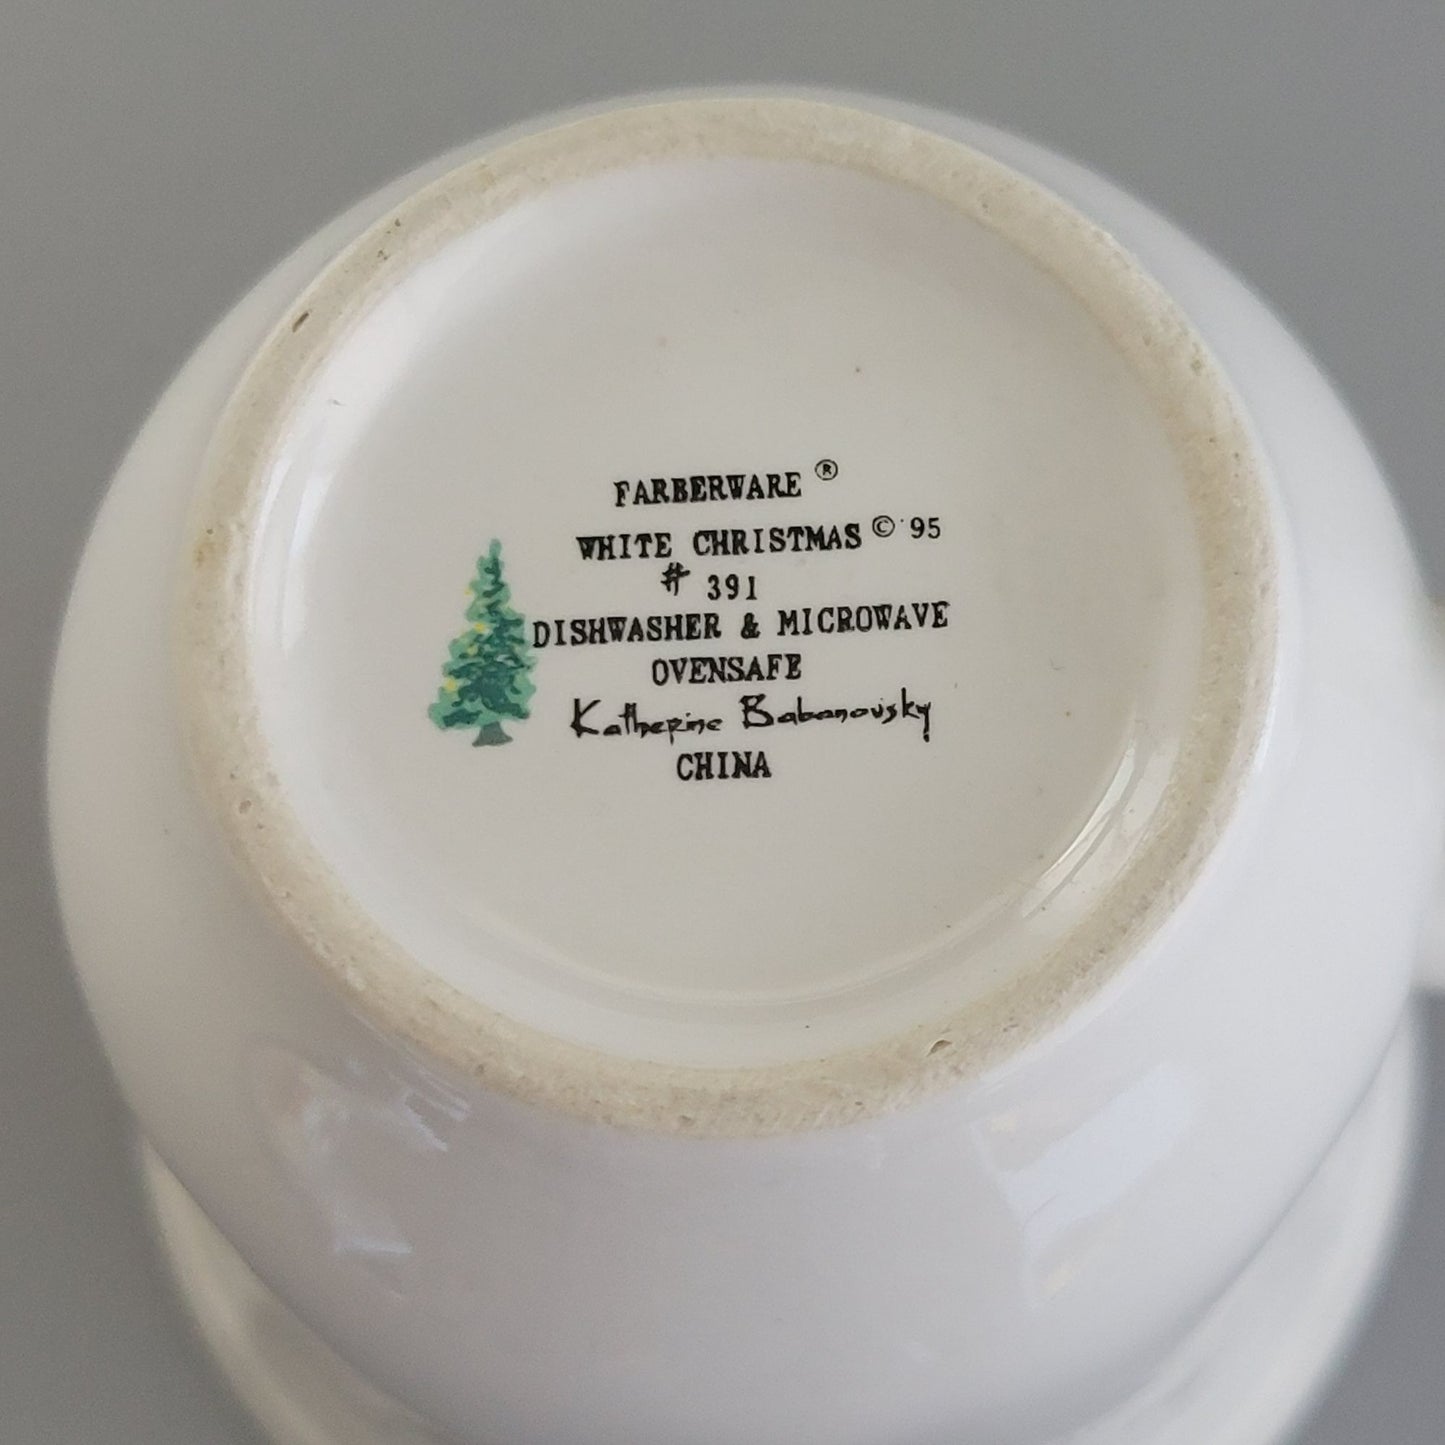 FARBERWARE ®
WHITE CHRISTMAS © '95
# 391
DISHWASHER & MICROWAVE
OVENSAFE
Katherine Babanovsky
CHINA